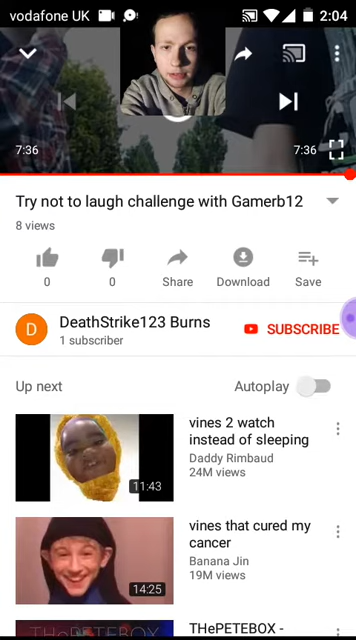 vodafone UK
2:04
7:36
7:36
Try not to laugh challenge with Gamerb12
8 views
0
0
Share
Download
Save
D
DeathStrike123 Burns
1 subscriber
SUBSCRIBE
Up next
Autoplay
11:43
vines 2 watch
instead of sleeping
Daddy Rimbaud
24M views
14:25
vines that cured my
cancer
Banana Jin
19M views
THePETEBOX
THePETEBOX -